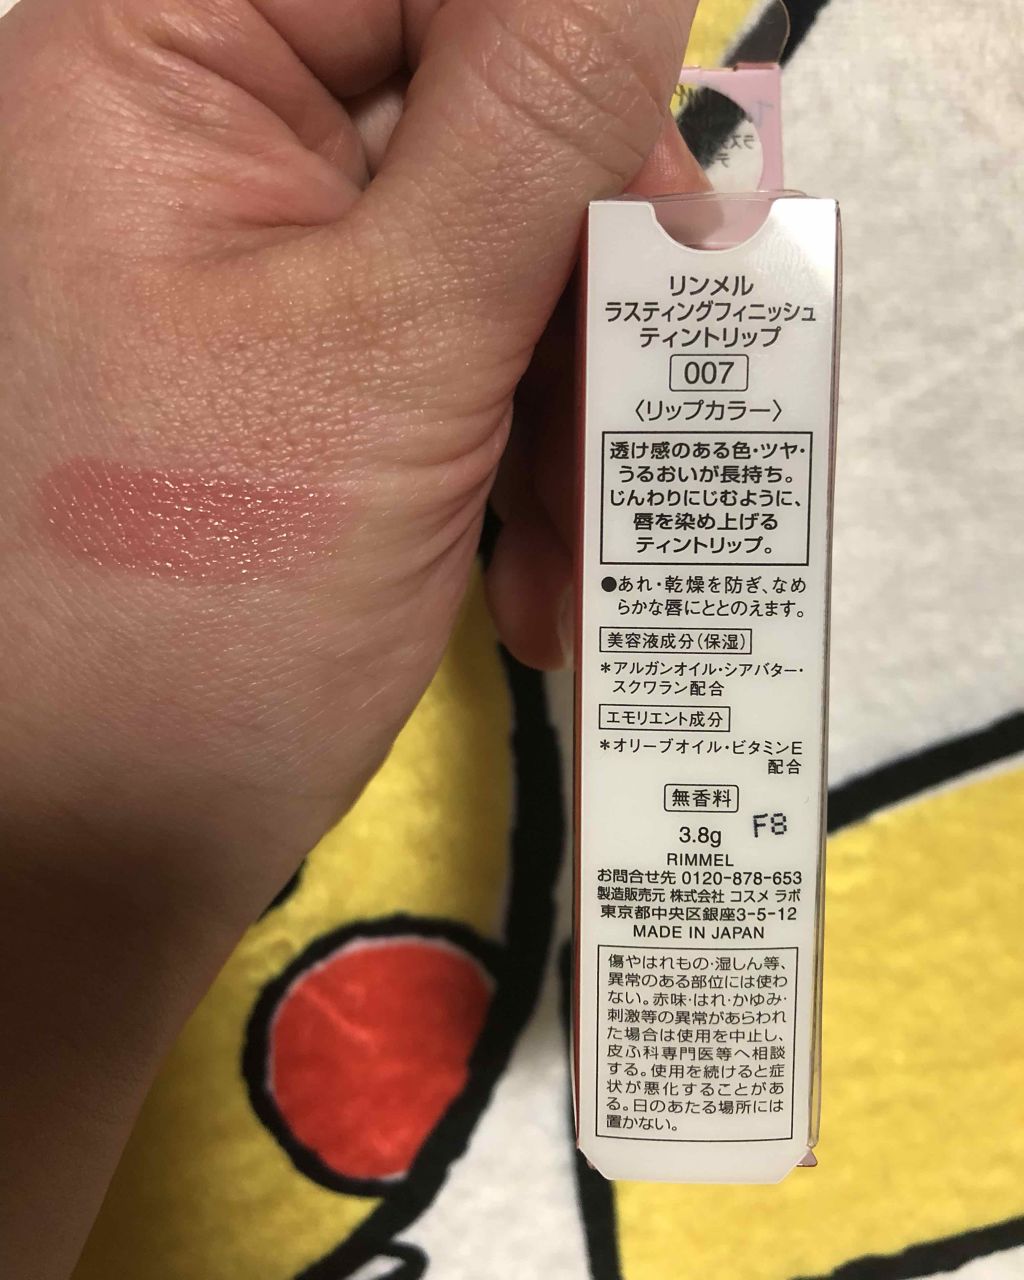 リンメル
ラスティングフィニッシュ
ティントリップ
007
〈リップカラー〉
透け感のある色・ツヤ・
うるおいが長持ち。
じんわりにじむように、
唇を染め上げる
ティントリップ。
●あれ・乾燥を防ぎ、なめ
らかな唇にととのえます。
美容液成分(保湿)
*アルガンオイル・シアバター・
スクワラン配合
エモリエント成分
*オリーブオイル・ビタミンE
配合
無香料
3.8g F8
RIMMEL
お問合せ先 0120-878-653
製造販売元 株式会社 コスメ ラボ
東京都中央区銀座3-5-12
MADE IN JAPAN
傷やはれもの・湿しん等、
異常のある部位には使わ
ない。赤味・はれ・かゆみ・
刺激等の異常があらわれ
た場合は使用を中止し、
皮ふ科専門医等へ相談
する。使用を続けると症
状が悪化することがあ
る。日のあたる場所には
置かない。